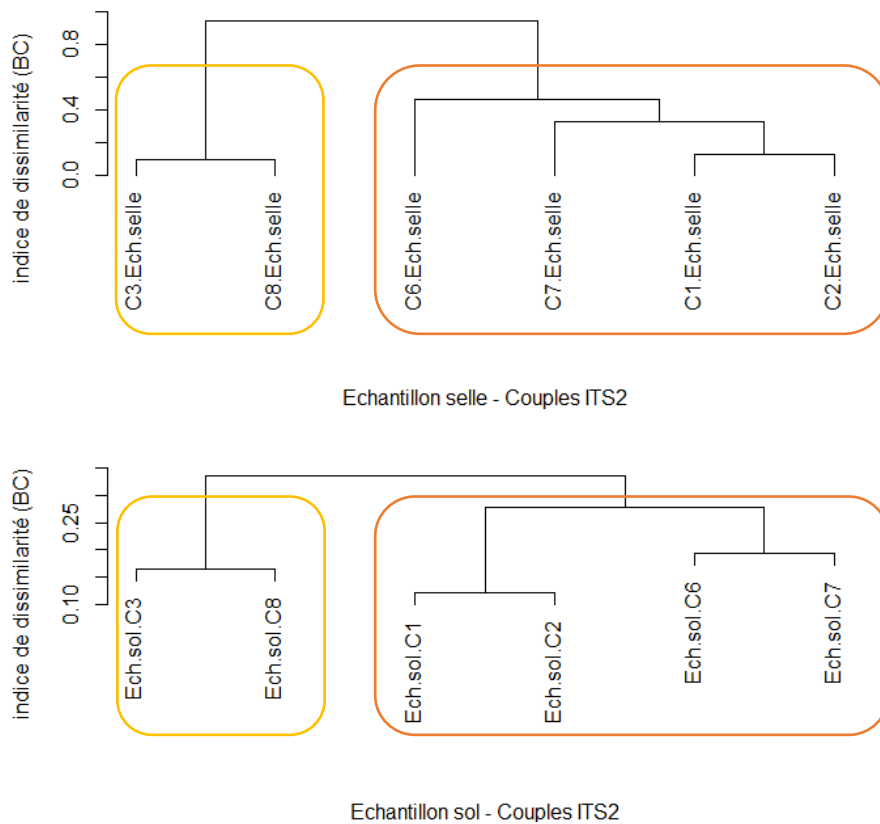 indice de dissimilarité (BC)
0.8
0.4
0.0
C3.Ech.selle
C8.Ech.selle
C6.Ech.selle
C7.Ech.selle
C1.Ech.selle
C2.Ech.selle
Echantillon selle - Couples ITS2
indice de dissimilarité (BC)
0.25
0.10
Ech.sol.C3
Ech.sol.C8
Ech.sol.C1
Ech.sol.C2
Ech.sol.C6
Ech.sol.C7
Echantillon sol - Couples ITS2